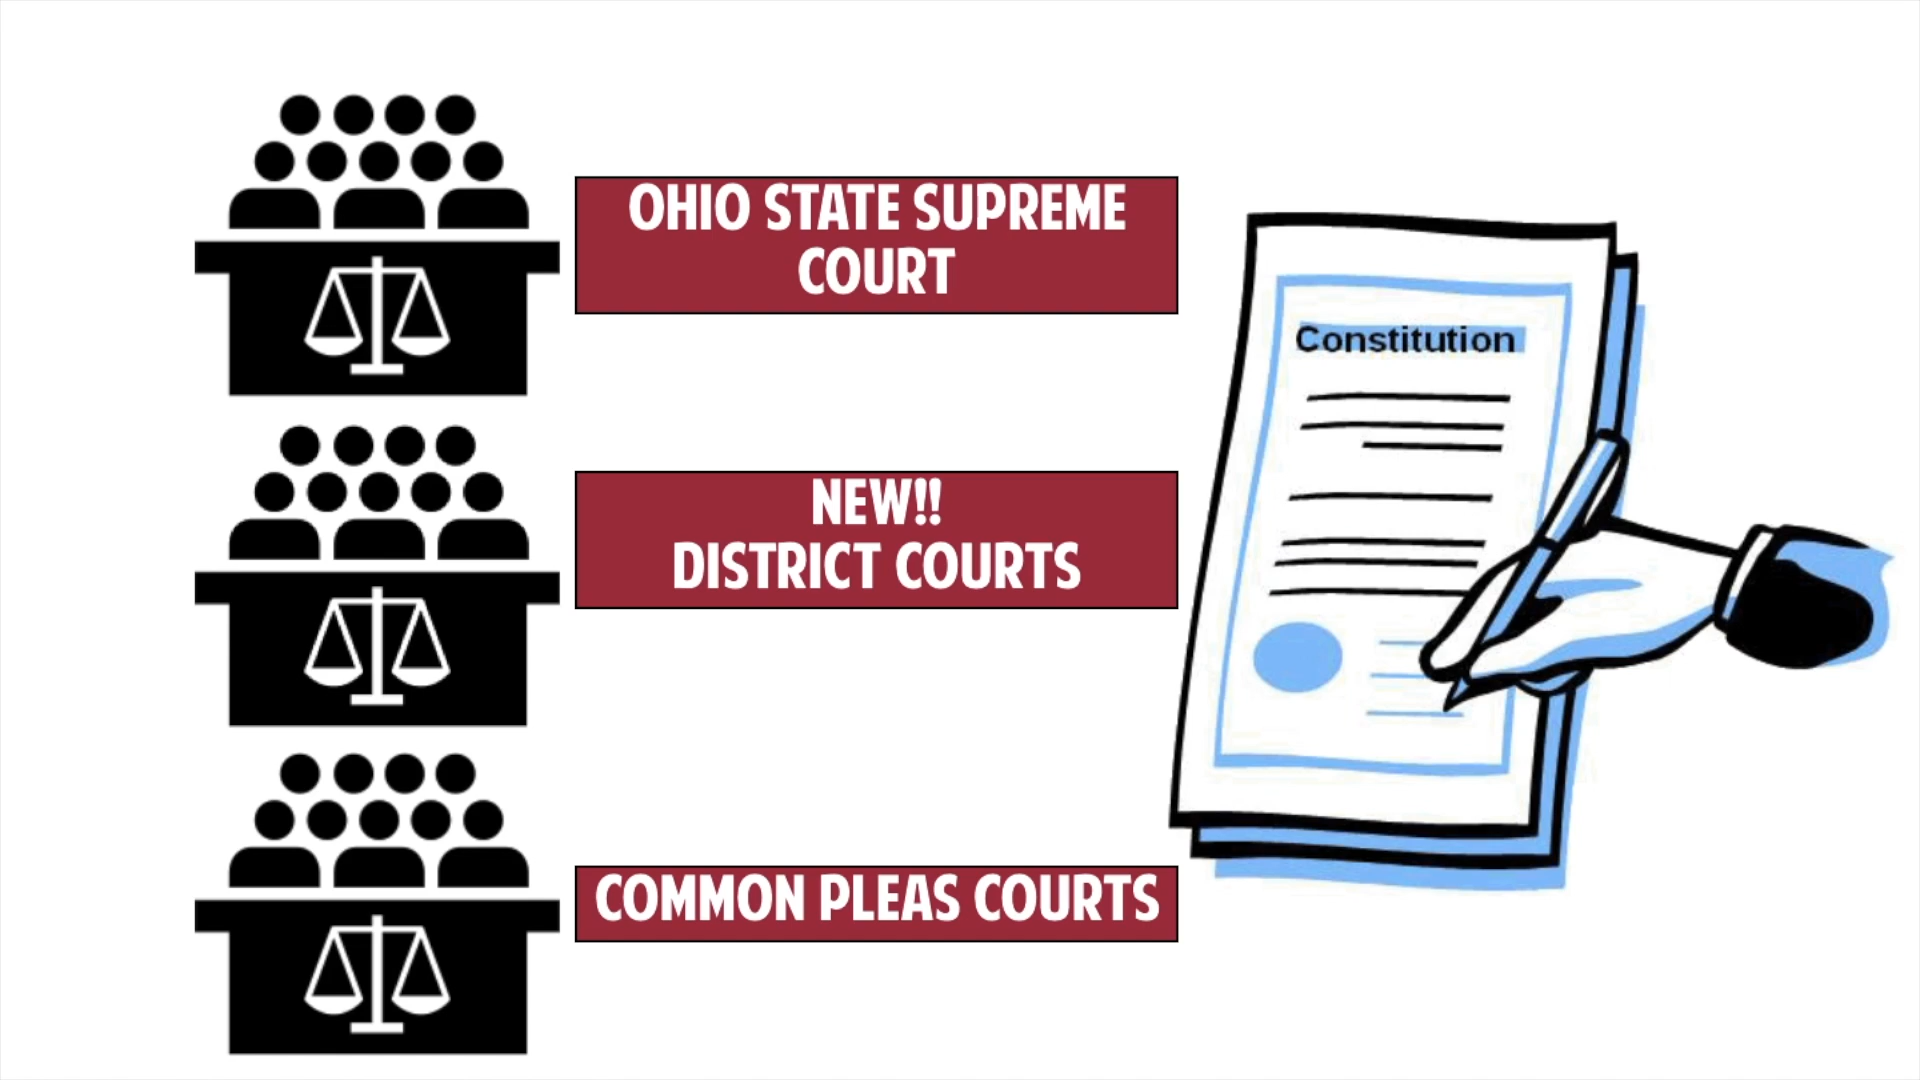 OHIO STATE SUPREME
COURT
NEW!!
DISTRICT COURTS
COMMON PLEAS COURTS
Constitution